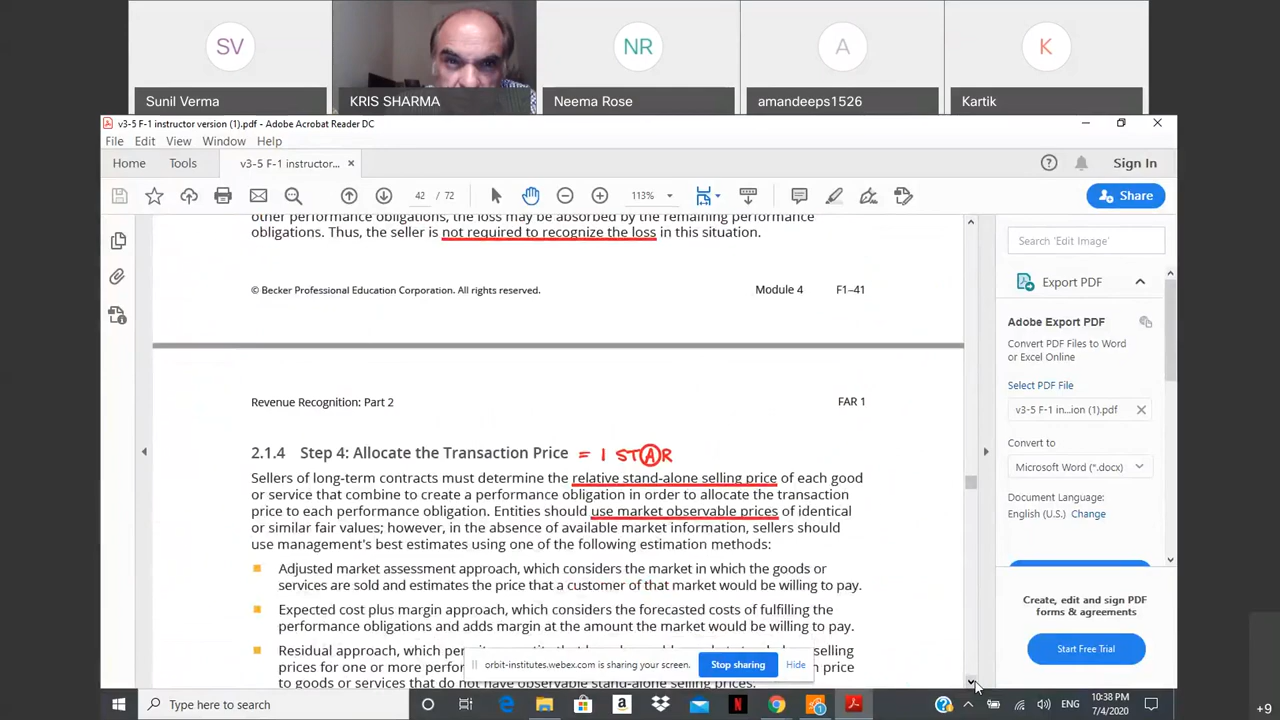 SV
NR
A
K
Sunil Verma
KRIS SHARMA
Neema Rose
amandeeps1526
Kartik
v3-5 F-1 instructor version (1).pdf - Adobe Acrobat Reader DC
File Edit View Window Help
Home Tools v3-5 F-1 instructor... × Sign In
42 / 72 113% Share
other performance obligations, the loss may be absorbed by the remaining performance
obligations. Thus, the seller is not required to recognize the loss in this situation.
© Becker Professional Education Corporation. All rights reserved. Module 4 F1–41
Revenue Recognition: Part 2 FAR 1
2.1.4 Step 4: Allocate the Transaction Price = 1 STAR
Sellers of long-term contracts must determine the relative stand-alone selling price of each good
or service that combine to create a performance obligation in order to allocate the transaction
price to each performance obligation. Entities should use market observable prices of identical
or similar fair values; however, in the absence of available market information, sellers should
use management's best estimates using one of the following estimation methods:
Adjusted market assessment approach, which considers the market in which the goods or
services are sold and estimates the price that a customer of that market would be willing to pay.
Expected cost plus margin approach, which considers the forecasted costs of fulfilling the
performance obligations and adds margin at the amount the market would be willing to pay.
Residual approach, which selling
prices for one or more price
to goods or services that do not have observable stand-alone selling prices.
orbit-institutes.webex.com is sharing your screen. Stop sharing Hide
Search 'Edit Image'
Export PDF
Adobe Export PDF
Convert PDF Files to Word
or Excel Online
Select PDF File
v3-5 F-1 in...ion (1).pdf ×
Convert to
Microsoft Word (*.docx)
Document Language:
English (U.S.) Change
Create, edit and sign PDF
forms & agreements
Start Free Trial
Type here to search
ENG
10:38 PM
7/4/2020
+9